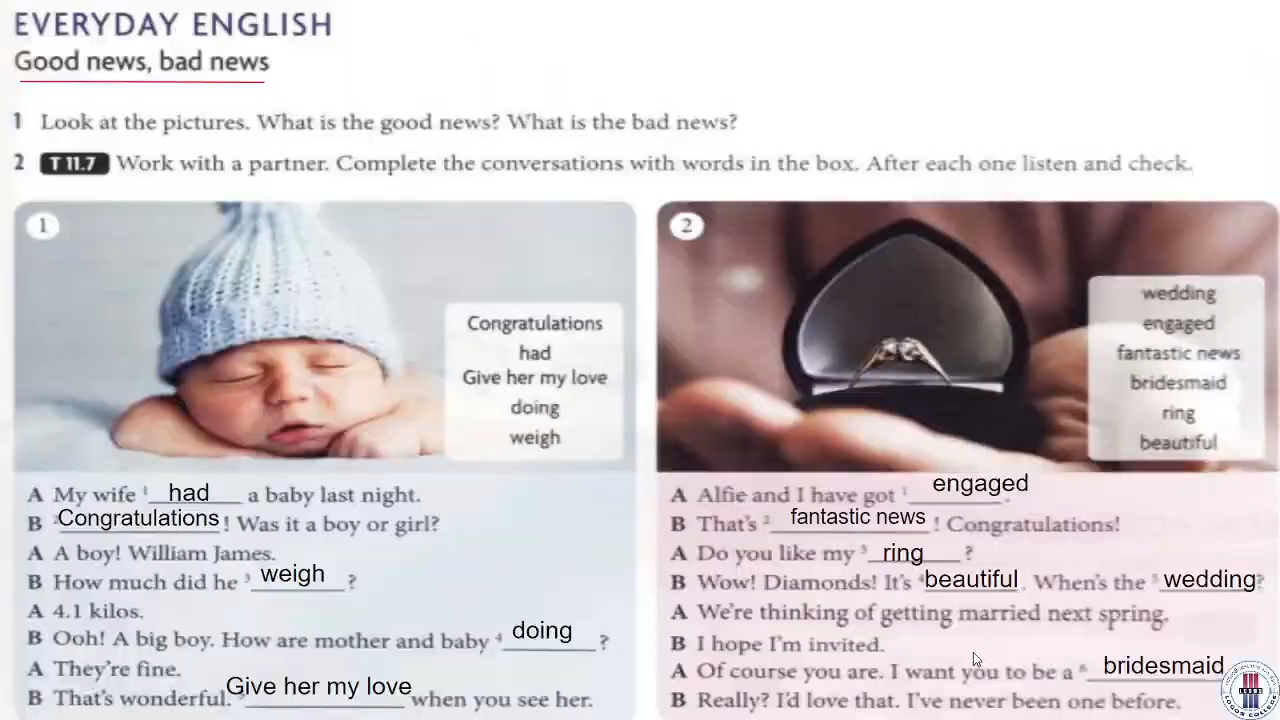 EVERYDAY ENGLISH
Good news, bad news
1 Look at the pictures. What is the good news? What is the bad news?
2 T 11.7 Work with a partner. Complete the conversations with words in the box. After each one listen and check.
1
Congratulations
had
Give her my love
doing
weigh
A My wife 1 had a baby last night.
B 2 Congratulations ! Was it a boy or girl?
A A boy! William James.
B How much did he 3 weigh ?
A 4.1 kilos.
B Ooh! A big boy. How are mother and baby 4 doing ?
A They're fine.
B That's wonderful. Give her my love when you see her.
2
wedding
engaged
fantastic news
bridesmaid
ring
beautiful
A Alfie and I have got 1 engaged .
B That's 2 fantastic news ! Congratulations!
A Do you like my 3 ring ?
B Wow! Diamonds! It's 4 beautiful . When's the 5 wedding ?
A We're thinking of getting married next spring.
B I hope I'm invited.
A Of course you are. I want you to be a 6 bridesmaid
B Really? I'd love that. I've never been one before.